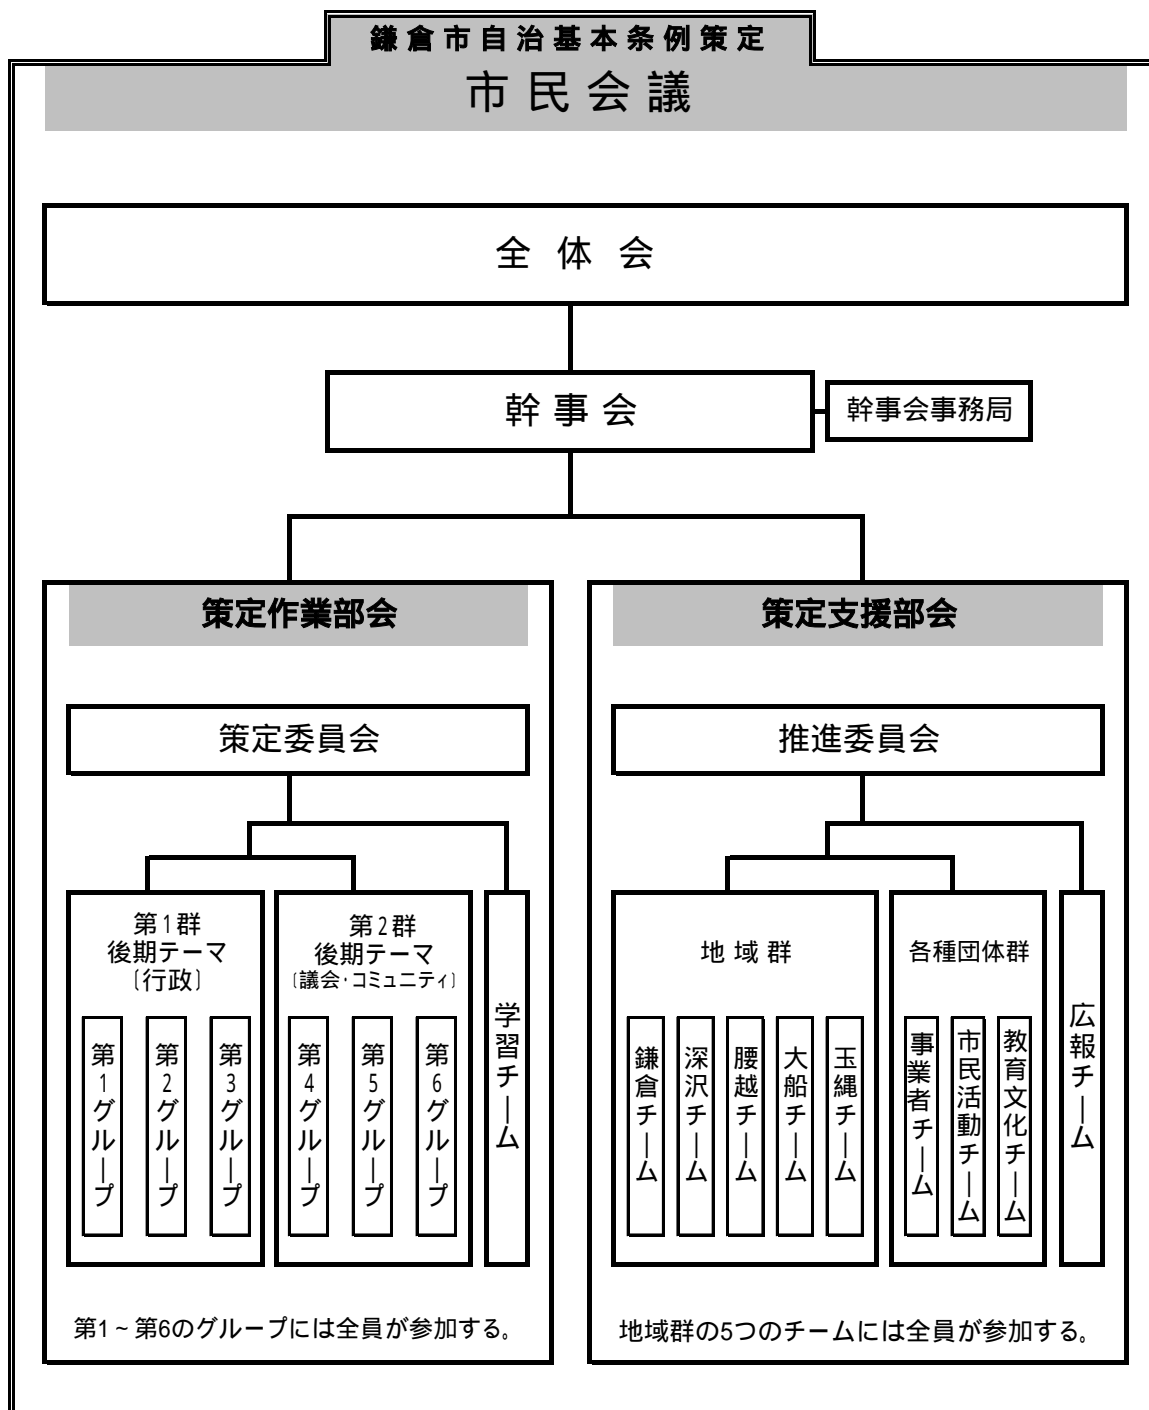 鎌倉市自治基本条例策定
市民会議
全体会
幹事会
幹事会事務局
策定作業部会
策定委員会
第1群
後期テーマ
〔行政〕
第1グループ
第2グループ
第3グループ
第2群
後期テーマ
〔議会・コミュニティ〕
第4グループ
第5グループ
第6グループ
学習チーム
第1~第6のグループには全員が参加する。
策定支援部会
推進委員会
地域群
鎌倉チーム
深沢チーム
腰越チーム
大船チーム
玉縄チーム
各種団体群
事業者チーム
市民活動チーム
教育文化チーム
広報チーム
地域群の5つのチームには全員が参加する。